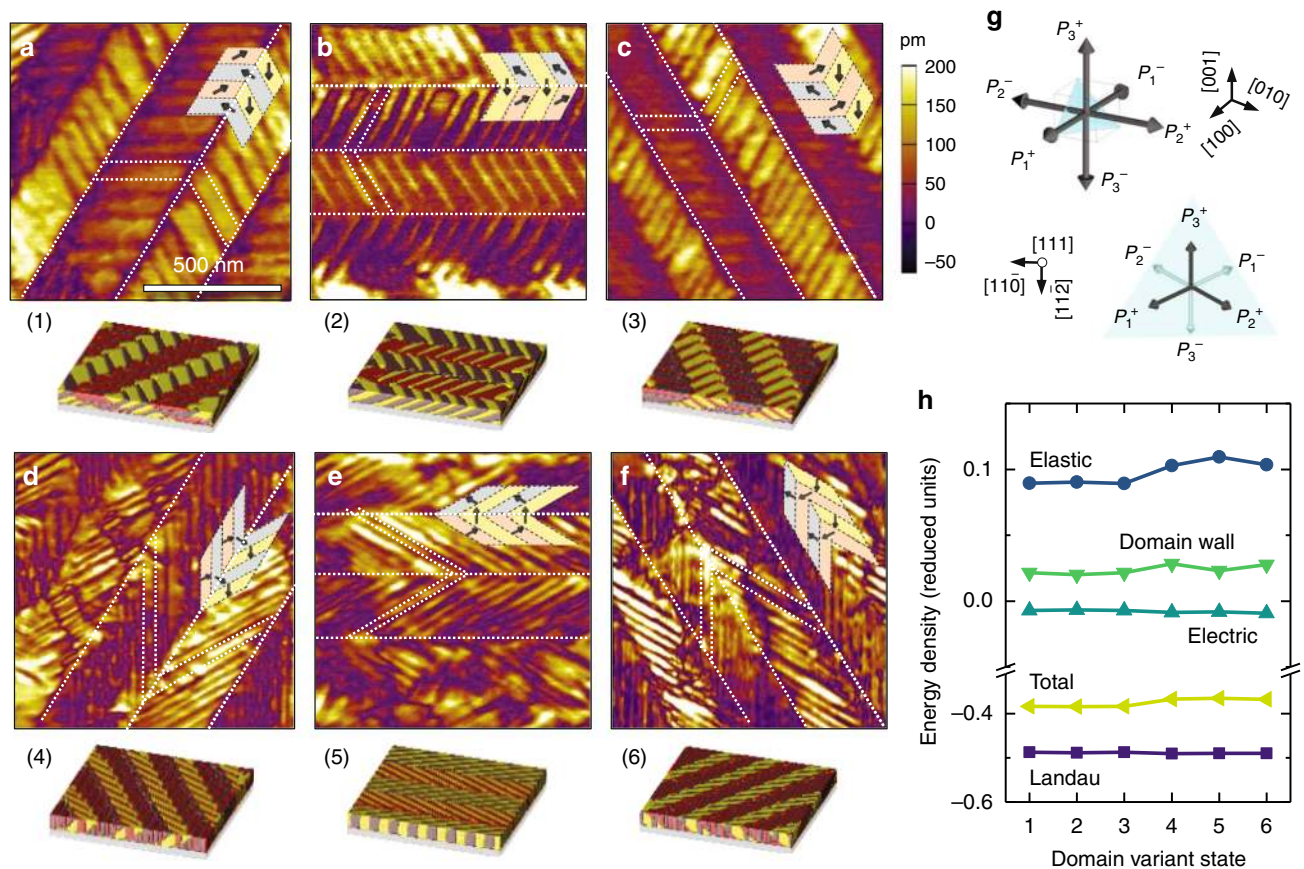 a
b
c
pm
200
150
100
50
0
−50
500 nm
(1)
(2)
(3)
d
e
f
(4)
(5)
(6)
g
P3+
P1−
P2−
P2+
P1+
P3−
[001]
[010]
[100]
[111]
[11̄0]
[112̄]
P3+
P2−
P1−
P1+
P2+
P3−
h
Energy density (reduced units)
0.1
0.0
−0.4
−0.6
Elastic
Domain wall
Electric
Total
Landau
1 2 3 4 5 6
Domain variant state